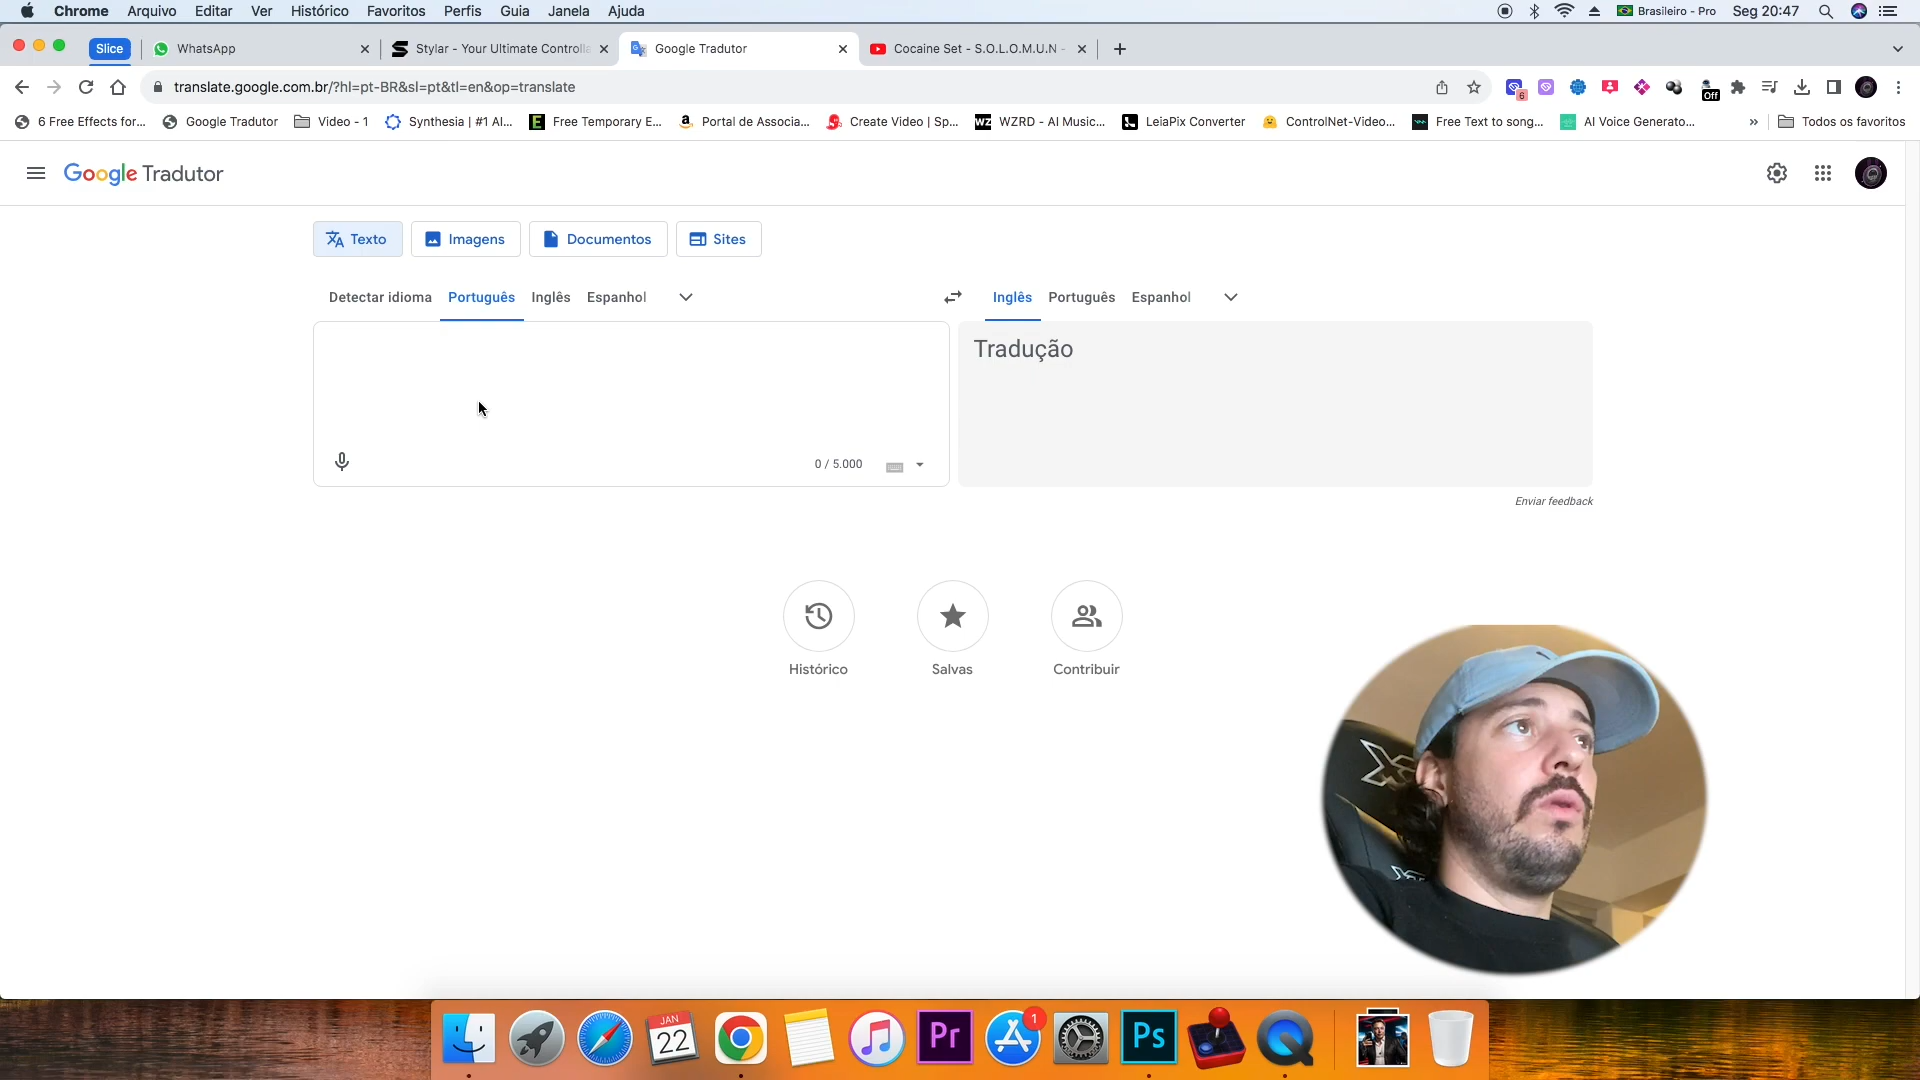 Chrome Arquivo Editar Ver Histórico Favoritos Perfis Guia Janela Ajuda Brasileiro - Pro Seg 20:47
Slice WhatsApp Stylar - Your Ultimate Controlla Google Tradutor Cocaine Set - S.O.L.O.M.U.N -
translate.google.com.br/?hl=pt-BR&sl=pt&tl=en&op=translate 6 Off
6 Free Effects for... Google Tradutor Video - 1 Synthesia | #1 AI... Free Temporary E... Portal de Associa... Create Video | Sp... WZRD - AI Music... LeiaPix Converter ControlNet-Video... Free Text to song... AI Voice Generato... » Todos os favoritos
Google Tradutor
Texto Imagens Documentos Sites
Detectar idioma Português Inglês Espanhol Inglês Português Espanhol
Tradução
0 / 5.000
Enviar feedback
Histórico Salvas Contribuir
JAN 22 Pr 1 Ps